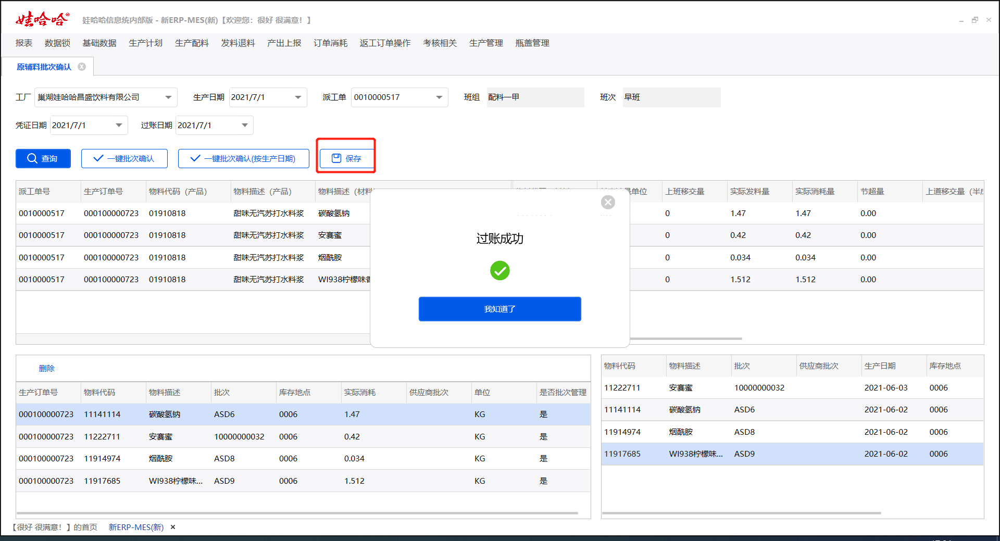 娃哈哈®
娃哈哈信息统内部版 - 新ERP-MES(新)【欢迎您：很好 很满意！】
报表 数据锁 基础数据 生产计划 生产配料 发料退料 产出上报 订单消耗 返工订单操作 考核相关 生产管理 瓶盖管理
原辅料批次确认
工厂 巢湖娃哈哈昌盛饮料有限公司 生产日期 2021/7/1 派工单 0010000517 班组 配料一甲 班次 早班
凭证日期 2021/7/1 过账日期 2021/7/1
查询 一键批次确认 一键批次确认(按生产日期) 保存
派工单号 生产订单号 物料代码（产品） 物料描述（产品） 物料描述（材料 单位 上班移交量 实际发料量 实际消耗量 节超量 上道移交量（半
0010000517 000100000723 01910818 甜味无汽苏打水料浆 碳酸氢钠 0 1.47 1.47 0.00
0010000517 000100000723 01910818 甜味无汽苏打水料浆 安赛蜜 0 0.42 0.42 0.00
0010000517 000100000723 01910818 甜味无汽苏打水料浆 烟酰胺 0 0.034 0.034 0.00
0010000517 000100000723 01910818 甜味无汽苏打水料浆 WI938柠檬味 0 1.512 1.512 0.00
过账成功
我知道了
删除
生产订单号 物料代码 物料描述 批次 库存地点 实际消耗 供应商批次 单位 是否批次管理
000100000723 11141114 碳酸氢钠 ASD6 0006 1.47 KG 是
000100000723 11222711 安赛蜜 10000000032 0006 0.42 KG 是
000100000723 11914974 烟酰胺 ASD8 0006 0.034 KG 是
000100000723 11917685 WI938柠檬味... ASD9 0006 1.512 KG 是
物料代码 物料描述 批次 供应商批次 生产日期 库存地点
11222711 安赛蜜 10000000032 2021-06-03 0006
11141114 碳酸氢钠 ASD6 2021-06-02 0006
11914974 烟酰胺 ASD8 2021-06-02 0006
11917685 WI938柠檬味... ASD9 2021-06-02 0006
【很好 很满意！】的首页 新ERP-MES(新)